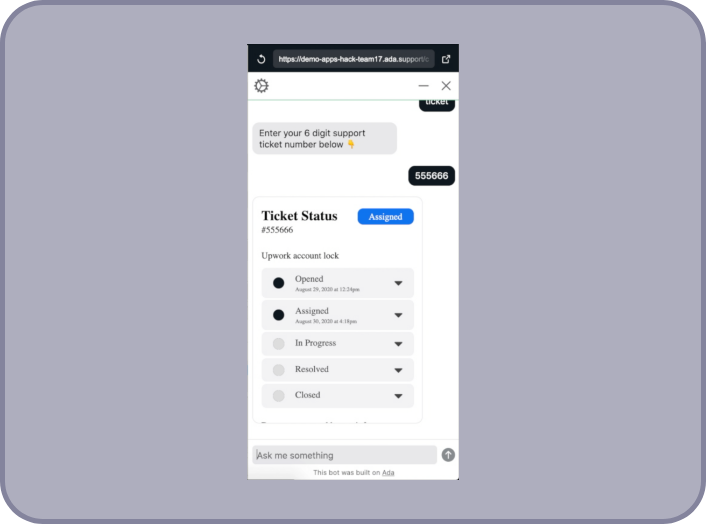 https://demo-apps-hack-team17.ada.support/
ticket
Enter your 6 digit support
ticket number below 👇
555666
Ticket Status
Assigned
#555666
Upwork account lock
Opened
August 29, 2020 at 12:24pm
Assigned
August 30, 2020 at 4:18pm
In Progress
Resolved
Closed
Ask me something
This bot was built on Ada